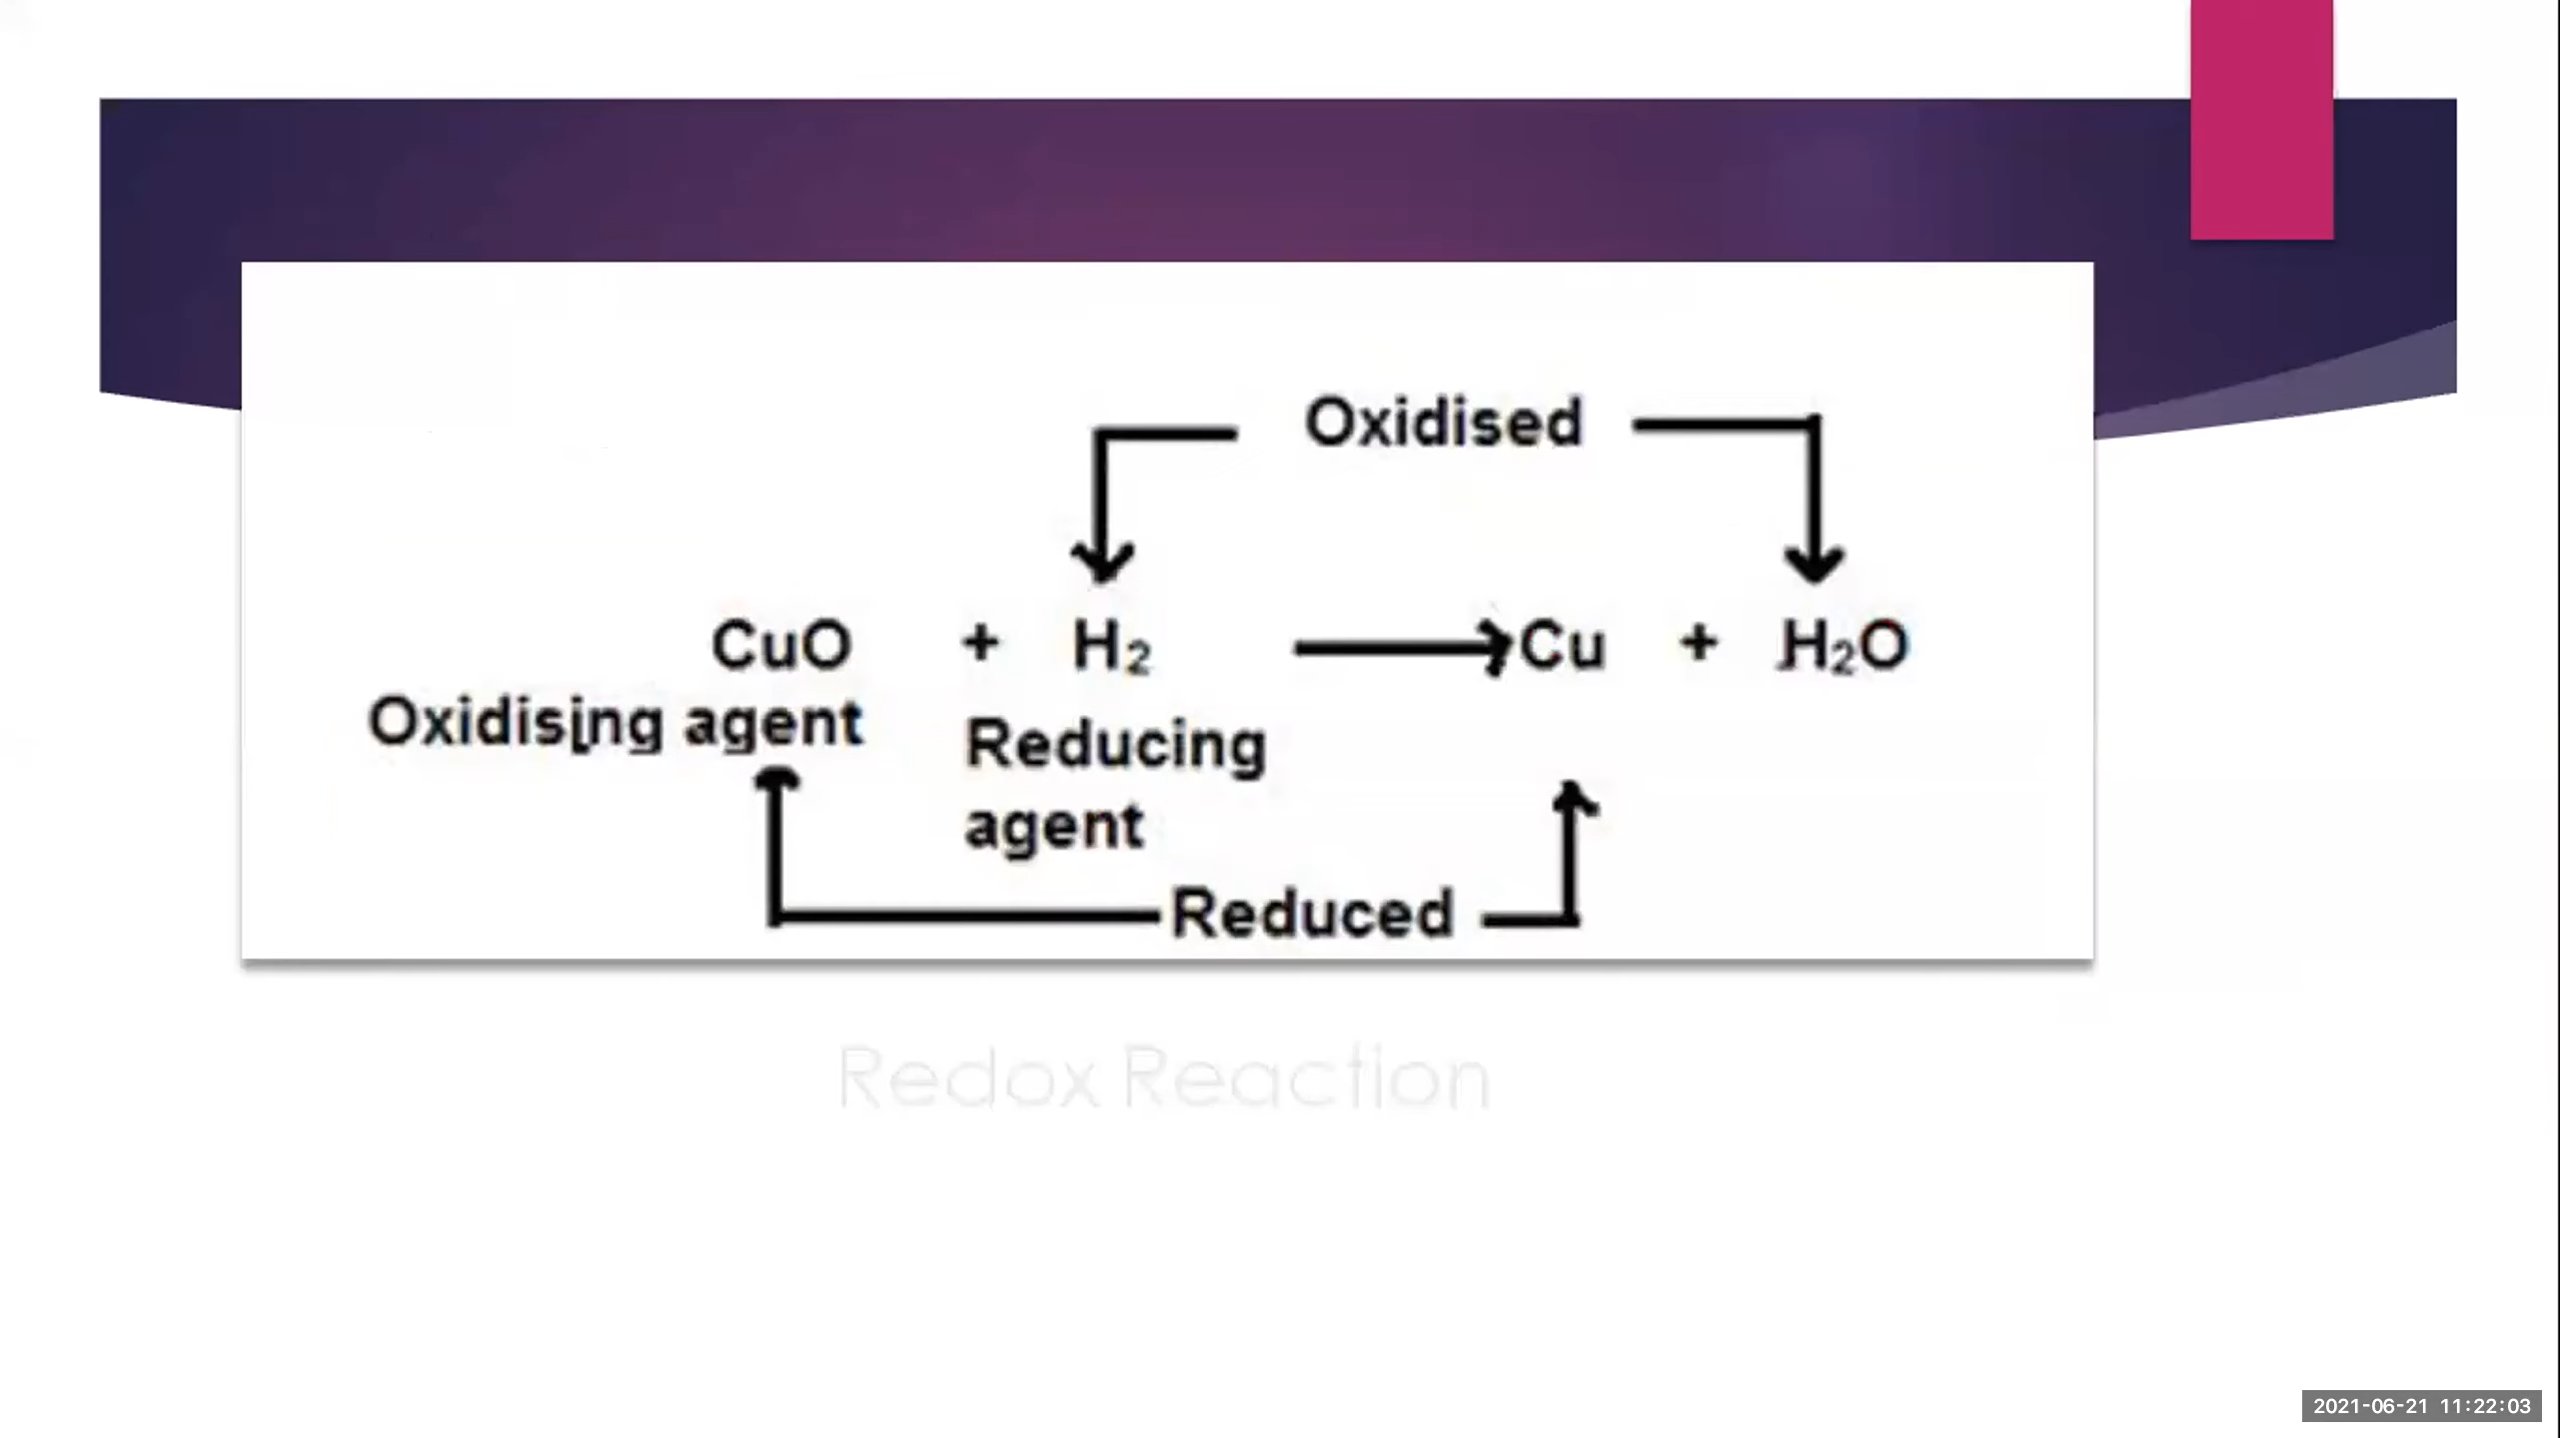 Oxidised
CuO + H₂ → Cu + H₂O
Oxidising agent
Reducing
agent
Reduced
Redox Reaction
2021-06-21 11:22:03